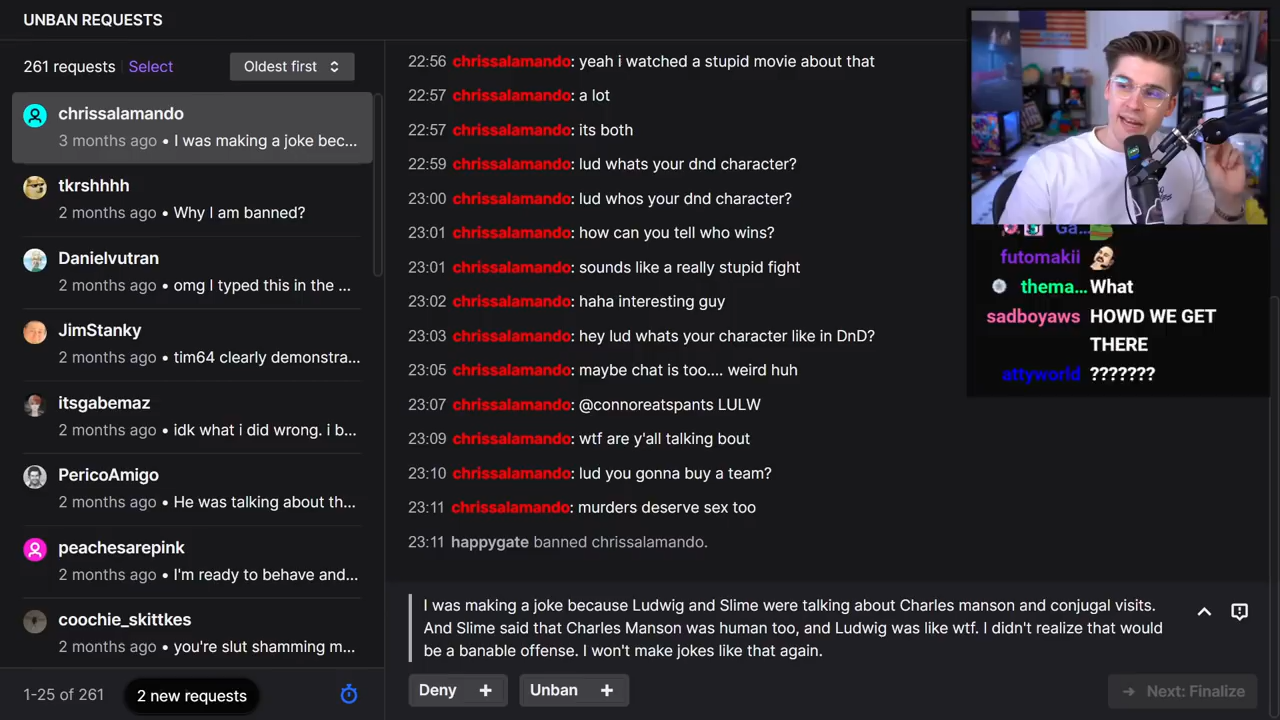 UNBAN REQUESTS
261 requests Select Oldest first
chrissalamando
3 months ago • I was making a joke bec...
tkrshhhh
2 months ago • Why I am banned?
Danielvutran
2 months ago • omg I typed this in the ...
JimStanky
2 months ago • tim64 clearly demonstra...
itsgabemaz
2 months ago • idk what i did wrong. i b...
PericoAmigo
2 months ago • He was talking about th...
peachesarepink
2 months ago • I'm ready to behave and...
coochie_skittkes
2 months ago • you're slut shamming m...
1-25 of 261 2 new requests
22:56 chrissalamando: yeah i watched a stupid movie about that
22:57 chrissalamando: a lot
22:57 chrissalamando: its both
22:59 chrissalamando: lud whats your dnd character?
23:00 chrissalamando: lud whos your dnd character?
23:01 chrissalamando: how can you tell who wins?
23:01 chrissalamando: sounds like a really stupid fight
23:02 chrissalamando: haha interesting guy
23:03 chrissalamando: hey lud whats your character like in DnD?
23:05 chrissalamando: maybe chat is too.... weird huh
23:07 chrissalamando: @connoreatspants LULW
23:09 chrissalamando: wtf are y'all talking bout
23:10 chrissalamando: lud you gonna buy a team?
23:11 chrissalamando: murders deserve sex too
23:11 happygate banned chrissalamando.
I was making a joke because Ludwig and Slime were talking about Charles manson and conjugal visits.
And Slime said that Charles Manson was human too, and Ludwig was like wtf. I didn't realize that would
be a banable offense. I won't make jokes like that again.
Deny + Unban + → Next: Finalize
Ga...
futomakii
thema... What
sadboyaws HOWD WE GET
THERE
attyworld ???????